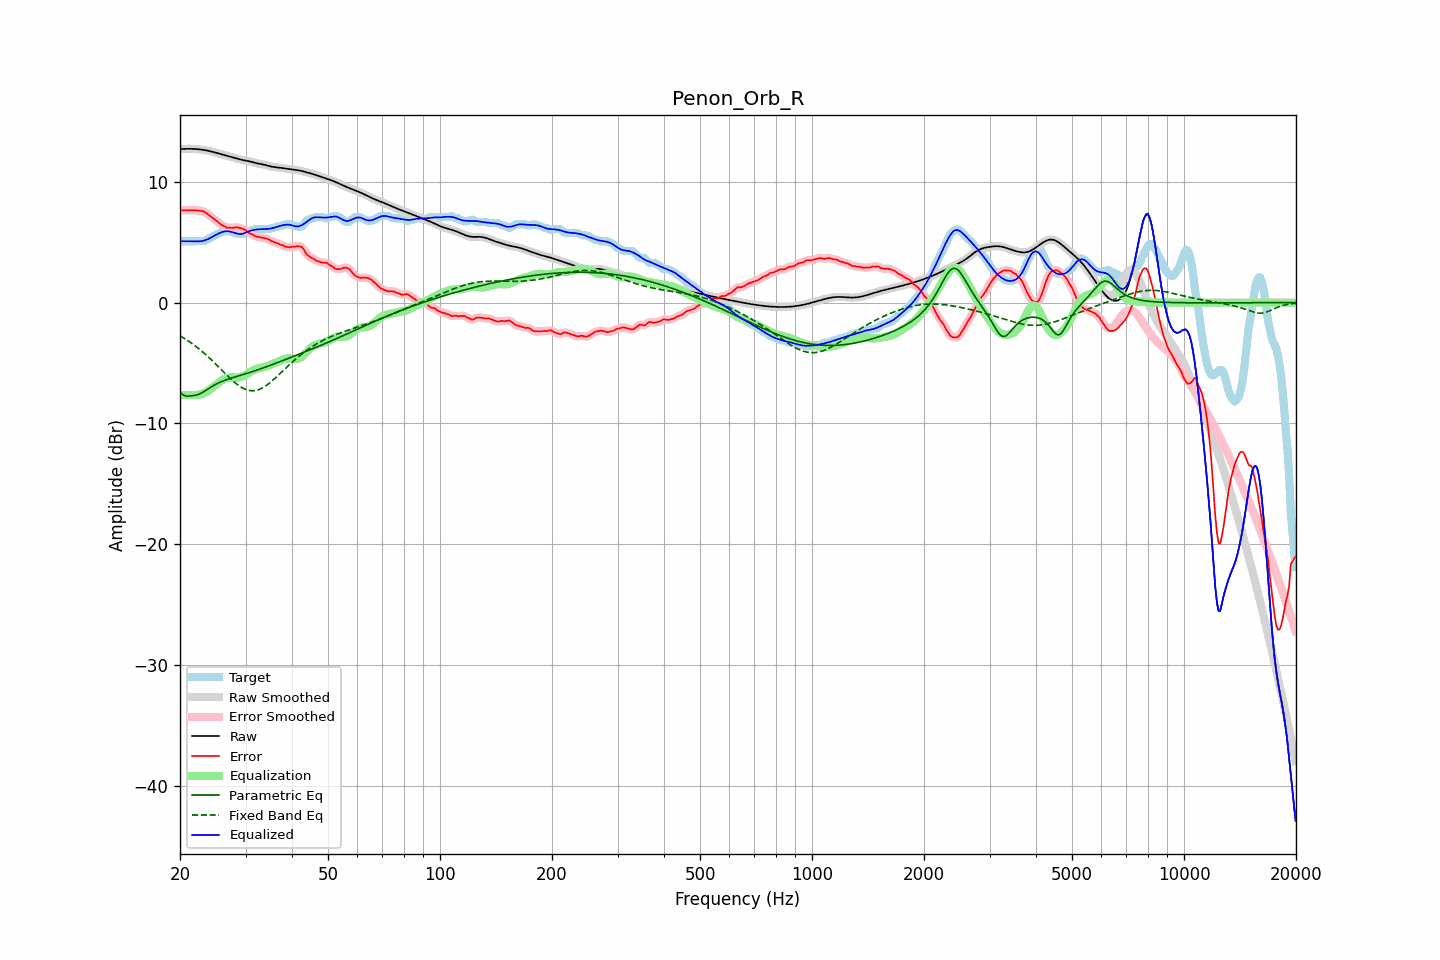 Penon_Orb_R
Amplitude (dBr)
10
0
−10
−20
−30
−40
Target
Raw Smoothed
Error Smoothed
Raw
Error
Equalization
Parametric Eq
Fixed Band Eq
Equalized
20 50 100 200 500 1000 2000 5000 10000 20000
Frequency (Hz)